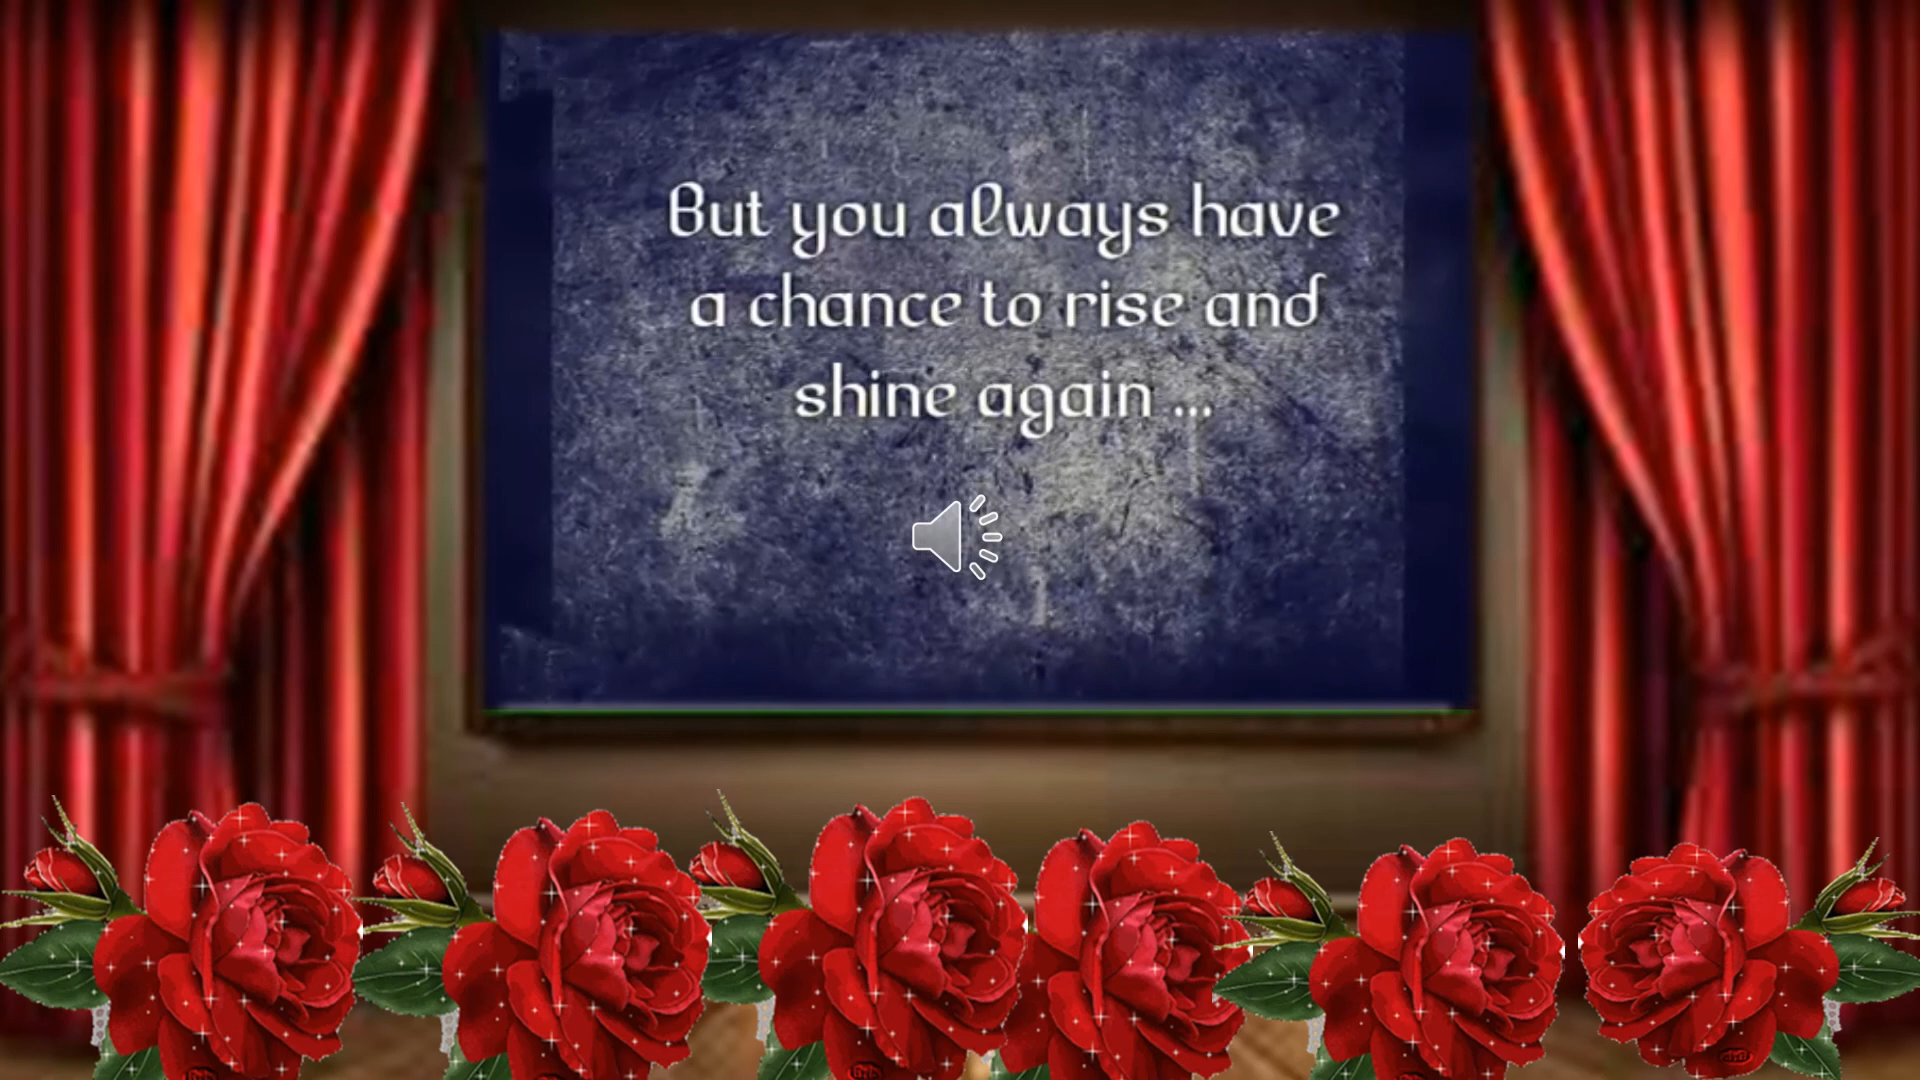 But you always have
a chance to rise and
shine again ...